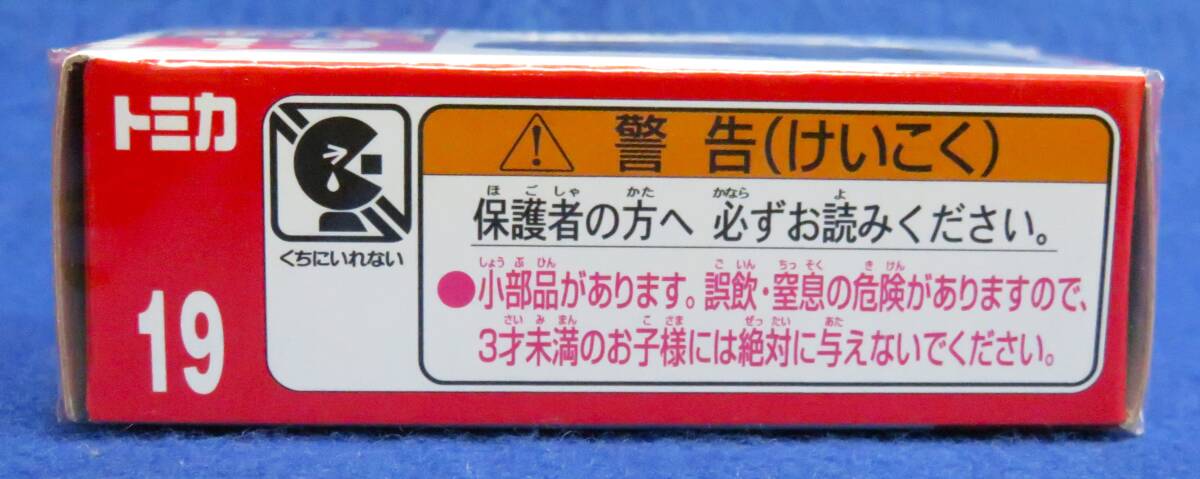 トミカ
19
くちにいれない
警告(けいこく)
ほごしゃ かた かなら よ
保護者の方へ 必ずお読みください。
しょうぶひん ごいん ちっそく きけん
●小部品があります。誤飲・窒息の危険がありますので、
さいみまん こさま ぜったい あた
3才未満のお子様には絶対に与えないでください。